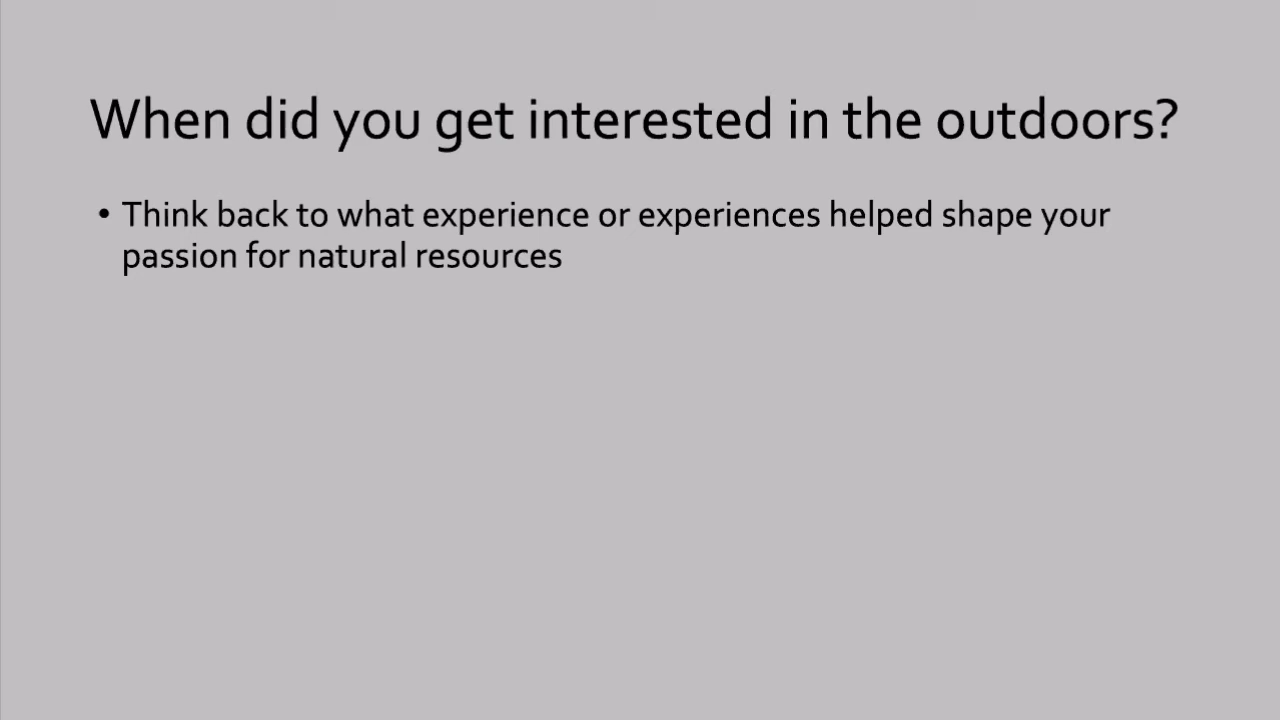 When did you get interested in the outdoors?
• Think back to what experience or experiences helped shape your
passion for natural resources